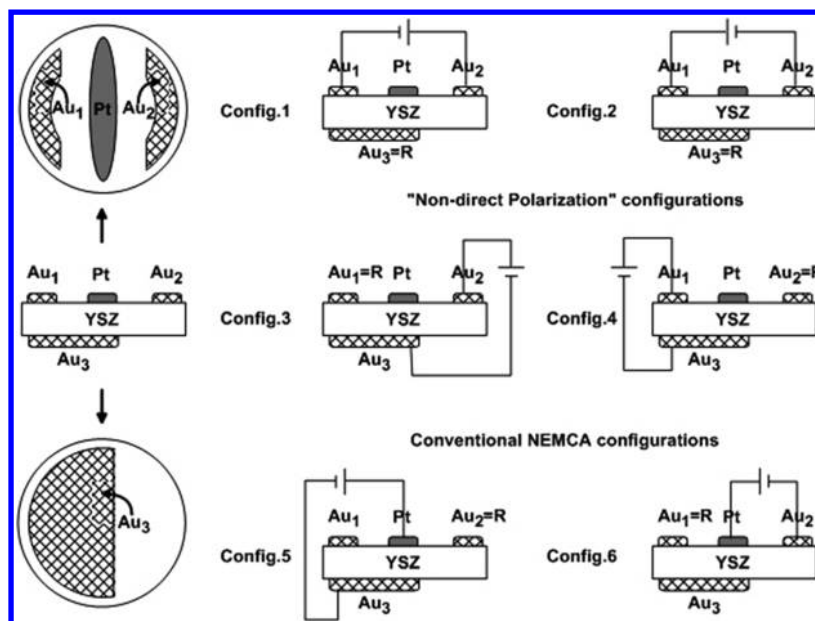 Au1 Pt Au2
Config.1
Au1 Pt Au2
YSZ
Au3=R
Config.2
Au1 Pt Au2
YSZ
Au3=R
"Non-direct Polarization" configurations
Au1 Pt Au2
YSZ
Au3
Config.3
Au1=R Pt Au2
YSZ
Au3
Config.4
Au1 Pt Au2=R
YSZ
Au3
Conventional NEMCA configurations
Au3
Config.5
Au1 Pt Au2=R
YSZ
Au3
Config.6
Au1=R Pt Au2
YSZ
Au3